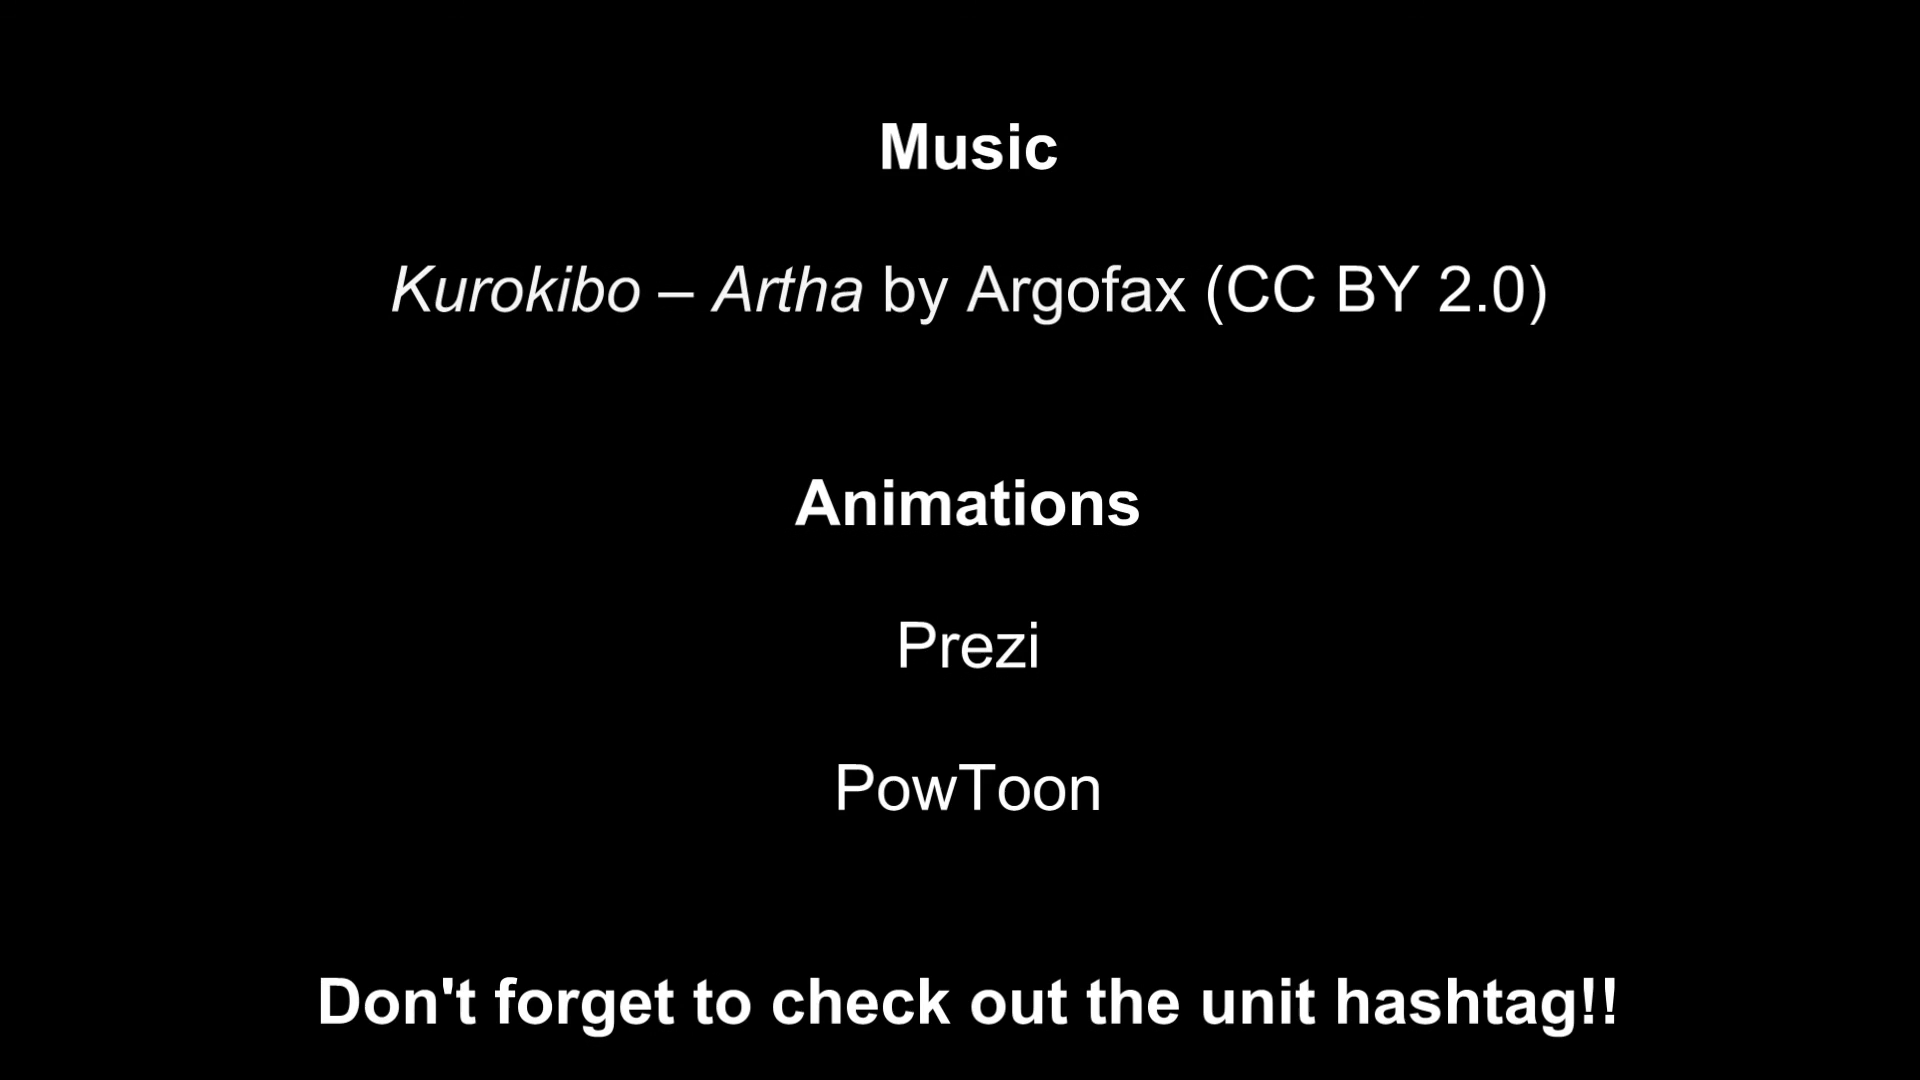 Music
Kurokibo – Artha by Argofax (CC BY 2.0)
Animations
Prezi
PowToon
Don't forget to check out the unit hashtag!!